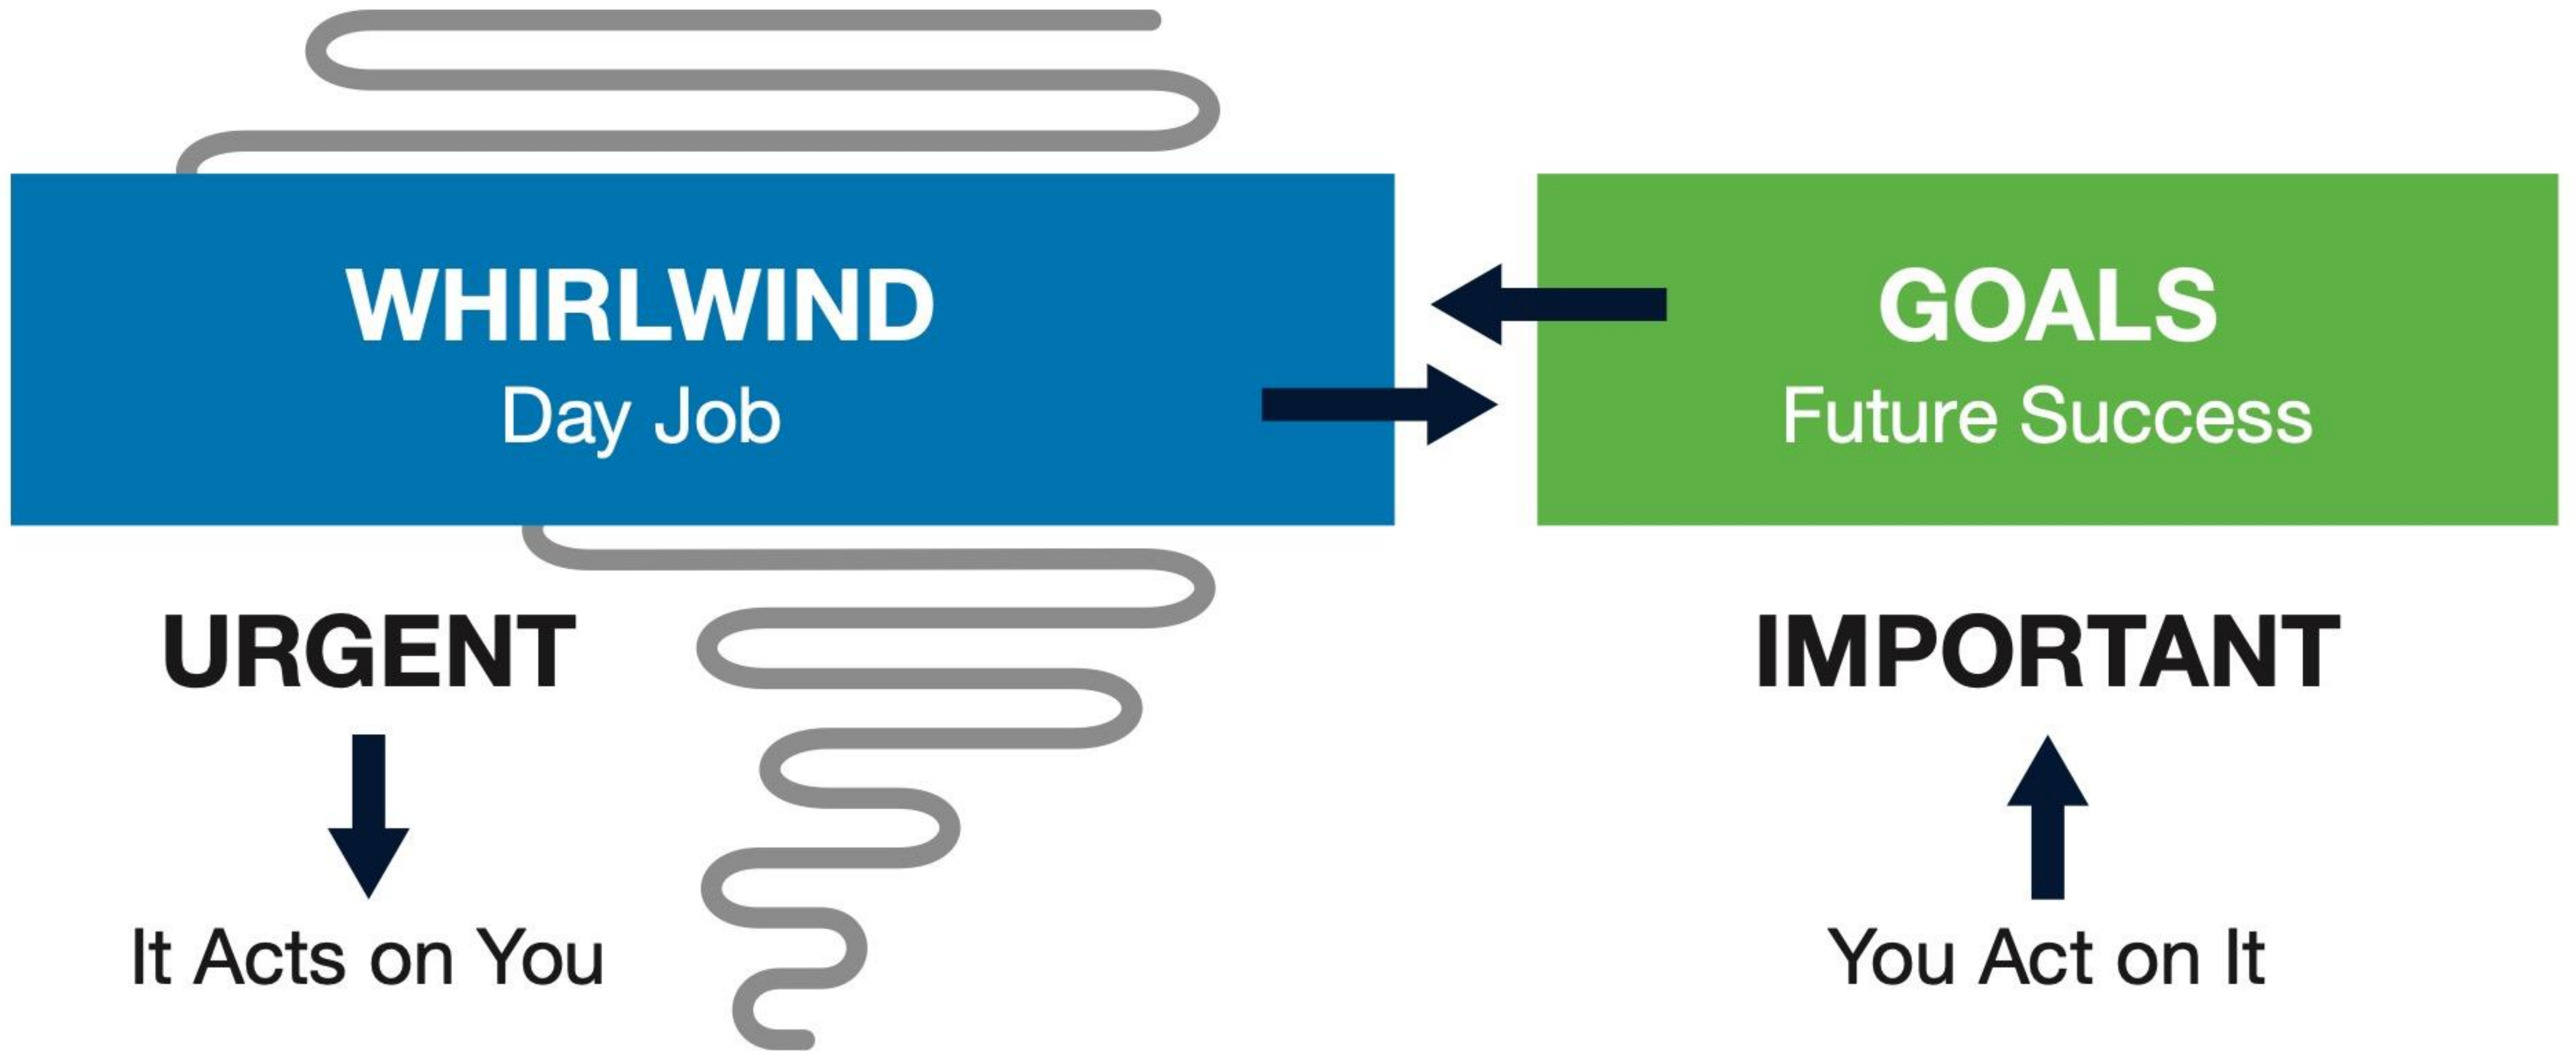 WHIRLWIND
Day Job
GOALS
Future Success
URGENT
It Acts on You
IMPORTANT
You Act on It